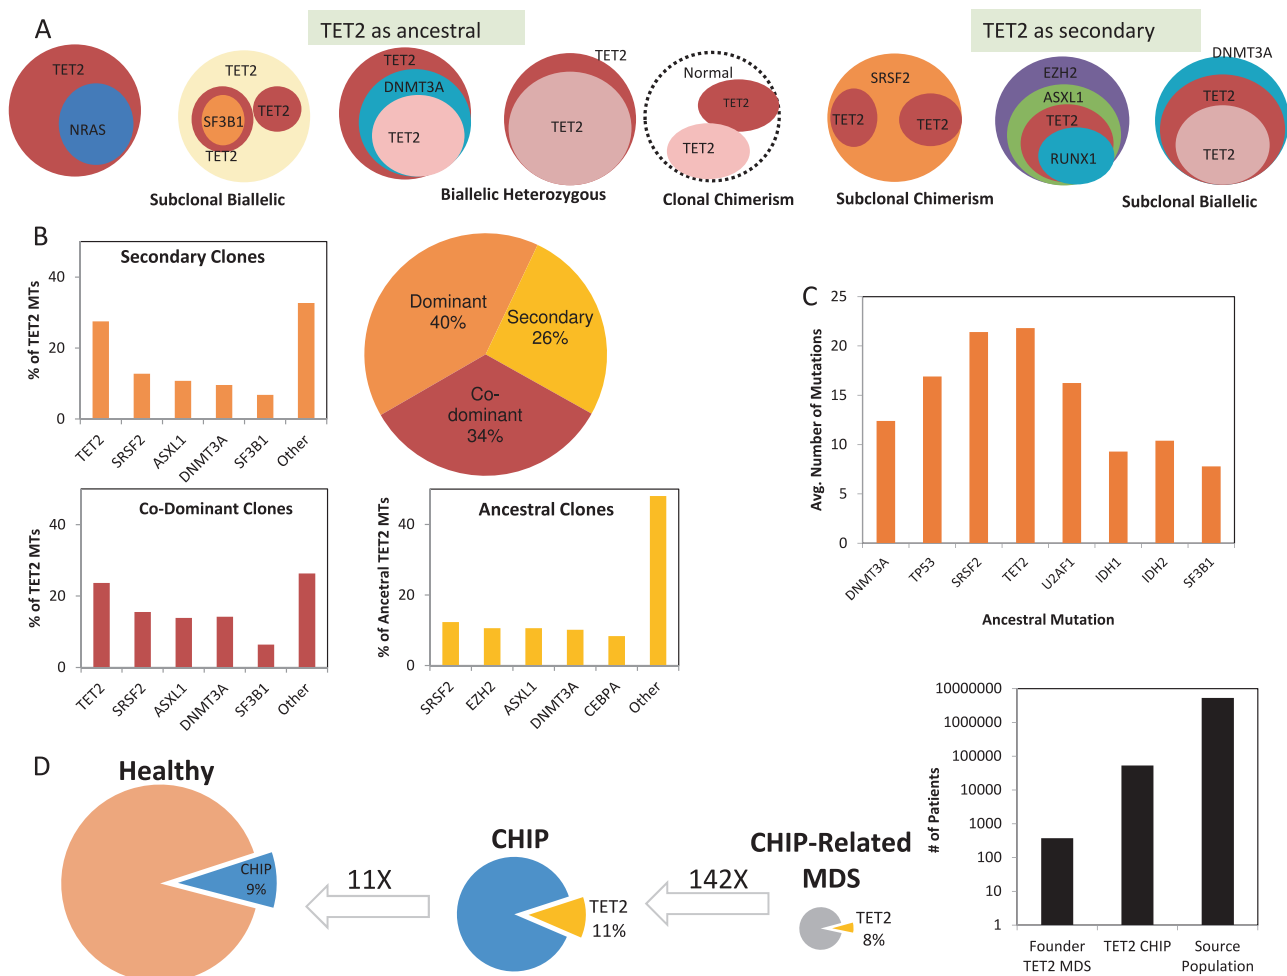 A
TET2 as ancestral
TET2 as secondary
TET2
NRAS
TET2
SF3B1
TET2
TET2
TET2
DNMT3A
TET2
TET2
TET2
Normal
TET2
TET2
SRSF2
TET2
TET2
EZH2
ASXL1
TET2
RUNX1
DNMT3A
TET2
TET2
Subclonal Biallelic
Biallelic Heterozygous
Clonal Chimerism
Subclonal Chimerism
Subclonal Biallelic
B
Secondary Clones
% of TET2 MTs
40
20
0
TET2
SRSF2
ASXL1
DNMT3A
SF3B1
Other
Dominant
40%
Secondary
26%
Co-
dominant
34%
Co-Dominant Clones
% of TET2 MTs
40
20
0
TET2
SRSF2
ASXL1
DNMT3A
SF3B1
Other
Ancestral Clones
% of Ancetral TET2 MTs
40
20
0
SRSF2
EZH2
ASXL1
DNMT3A
CEBPA
Other
C
Avg. Number of Mutations
25
20
15
10
5
0
DNMT3A
TP53
SRSF2
TET2
U2AF1
IDH1
IDH2
SF3B1
Ancestral Mutation
D
Healthy
CHIP
9%
11X
CHIP
TET2
11%
142X
CHIP-Related
MDS
TET2
8%
# of Patients
10000000
1000000
100000
10000
1000
100
10
1
Founder
TET2 MDS
TET2 CHIP
Source
Population